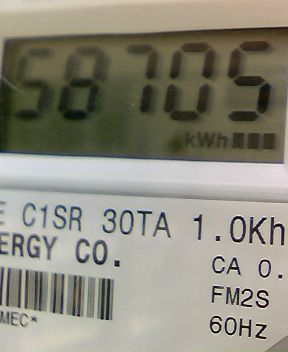 58705
kWh
E C1SR 30TA 1.0Kh
ERGY CO.
CA 0.
FM2S
MEC*
60Hz